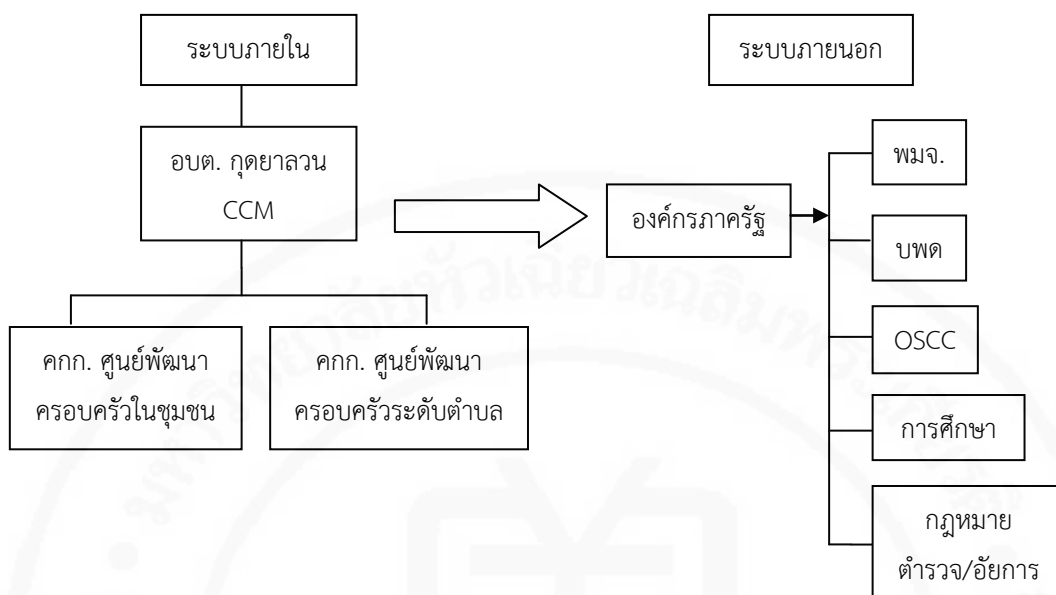 ระบบภายใน
ระบบภายนอก
อบต. กุดยาลวน
CCM
องค์กรภาครัฐ
พมจ.
บพด
OSCC
การศึกษา
กฎหมาย
ตำรวจ/อัยการ
คกก. ศูนย์พัฒนา
ครอบครัวในชุมชน
คกก. ศูนย์พัฒนา
ครอบครัวระดับตำบล